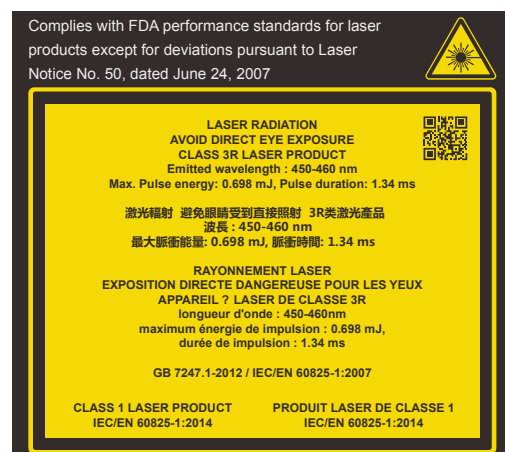 Complies with FDA performance standards for laser
products except for deviations pursuant to Laser
Notice No. 50, dated June 24, 2007
LASER RADIATION
AVOID DIRECT EYE EXPOSURE
CLASS 3R LASER PRODUCT
Emitted wavelength : 450-460 nm
Max. Pulse energy: 0.698 mJ, Pulse duration: 1.34 ms
激光輻射 避免眼睛受到直接照射 3R类激光產品
波長 : 450-460 nm
最大脈衝能量: 0.698 mJ, 脈衝時間: 1.34 ms
RAYONNEMENT LASER
EXPOSITION DIRECTE DANGEREUSE POUR LES YEUX
APPAREIL ? LASER DE CLASSE 3R
longueur d'onde : 450-460nm
maximum énergie de impulsion : 0.698 mJ,
durée de impulsion : 1.34 ms
GB 7247.1-2012 / IEC/EN 60825-1:2007
CLASS 1 LASER PRODUCT PRODUIT LASER DE CLASSE 1
IEC/EN 60825-1:2014 IEC/EN 60825-1:2014